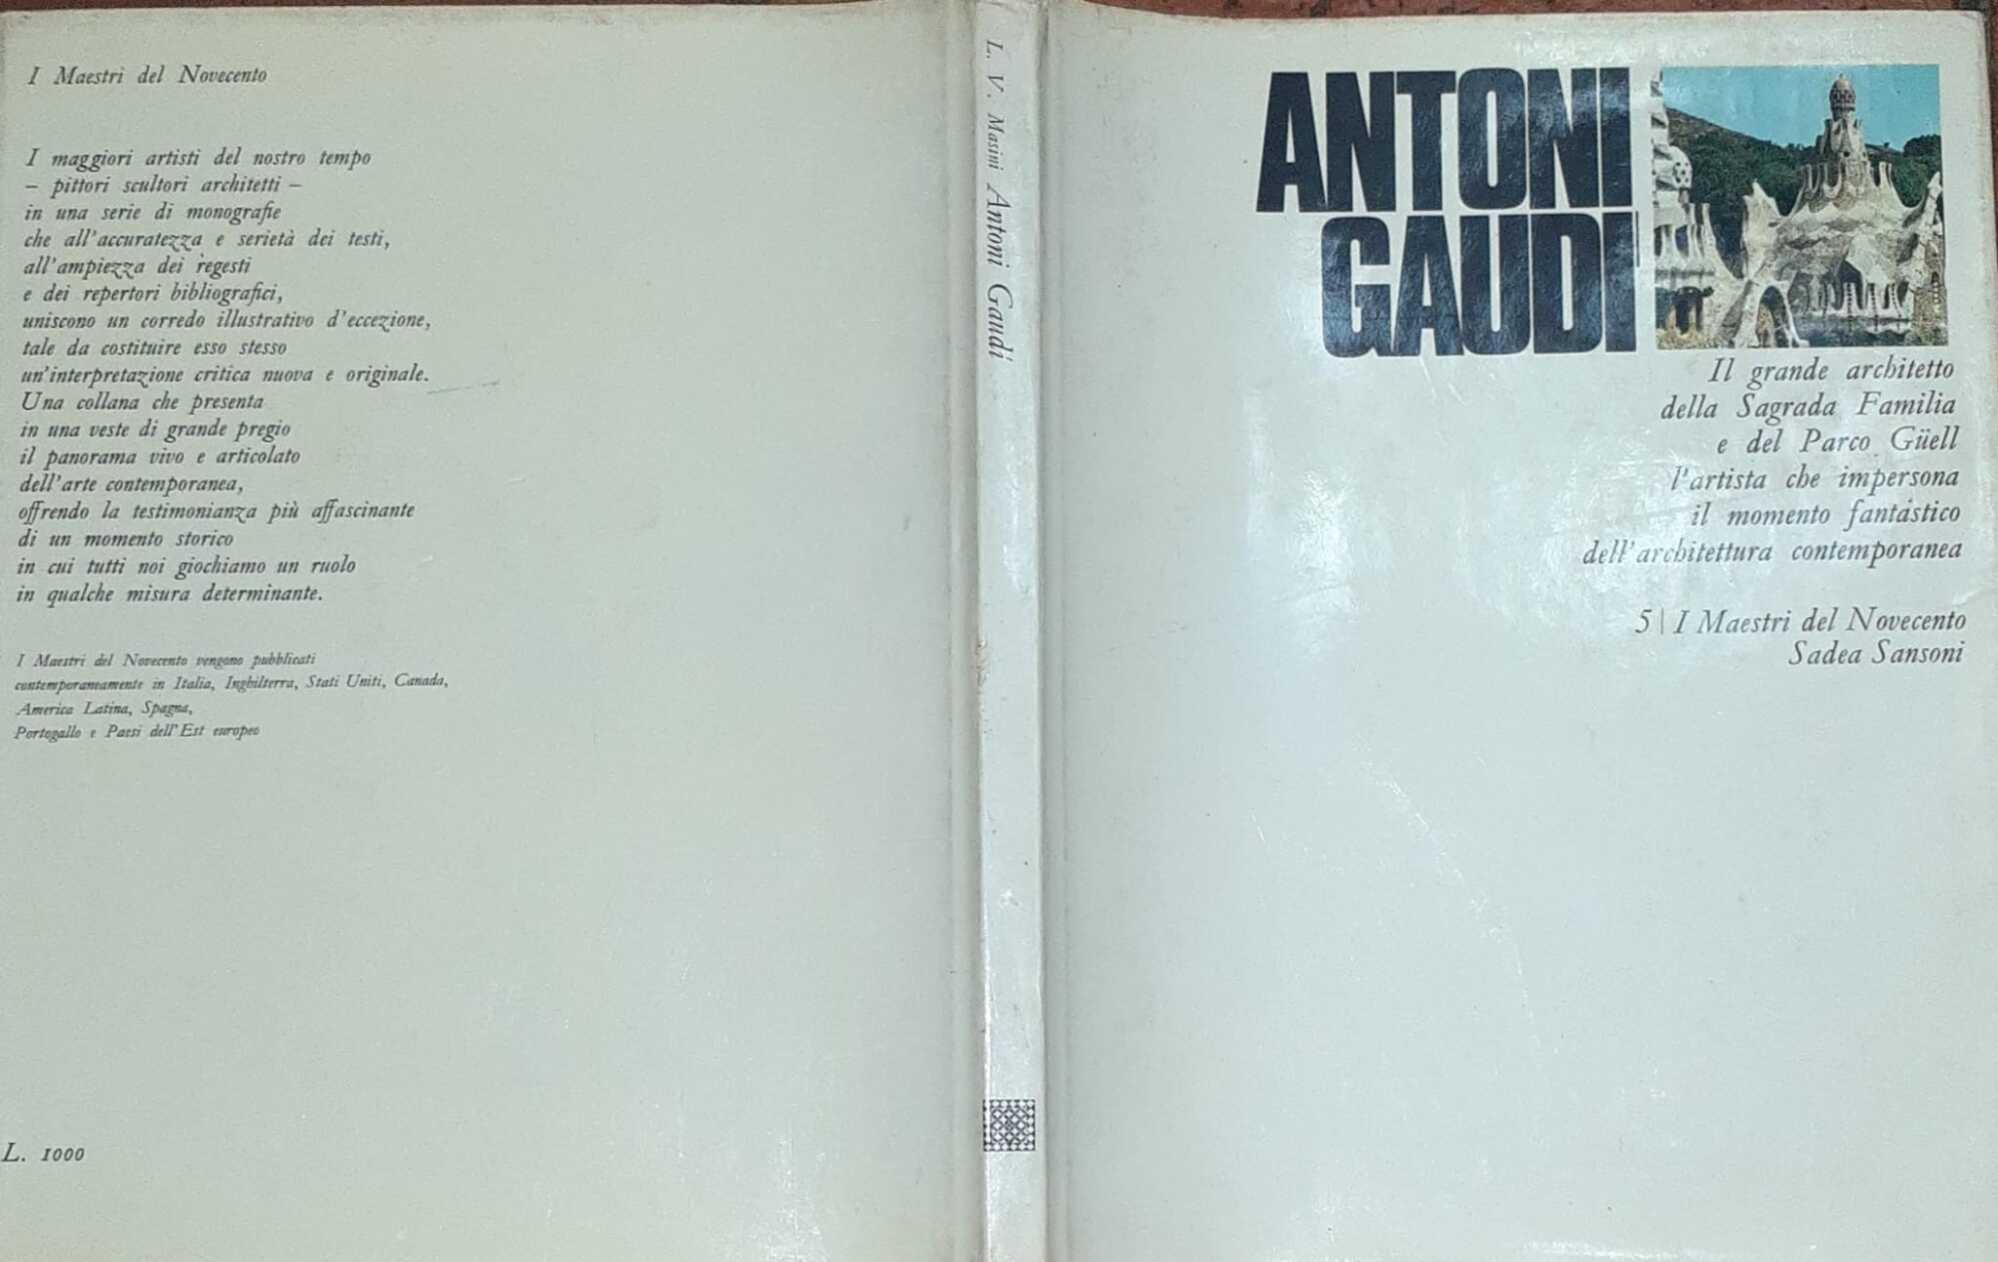 I Maestri del Novecento
I maggiori artisti del nostro tempo
– pittori scultori architetti –
in una serie di monografie
che all'accuratezza e serietà dei testi,
all'ampiezza dei regesti
e dei repertori bibliografici,
uniscono un corredo illustrativo d'eccezione,
tale da costituire esso stesso
un'interpretazione critica nuova e originale.
Una collana che presenta
in una veste di grande pregio
il panorama vivo e articolato
dell'arte contemporanea,
offrendo la testimonianza più affascinante
di un momento storico
in cui tutti noi giochiamo un ruolo
in qualche misura determinante.
I Maestri del Novecento vengono pubblicati
contemporaneamente in Italia, Inghilterra, Stati Uniti, Canada,
America Latina, Spagna,
Portogallo e Paesi dell'Est europeo
L. 1000
L. V. Masini Antoni Gaudí
ANTONI
GAUDI'
Il grande architetto
della Sagrada Familia
e del Parco Güell
l'artista che impersona
il momento fantastico
dell'architettura contemporanea
5 | I Maestri del Novecento
Sadea Sansoni